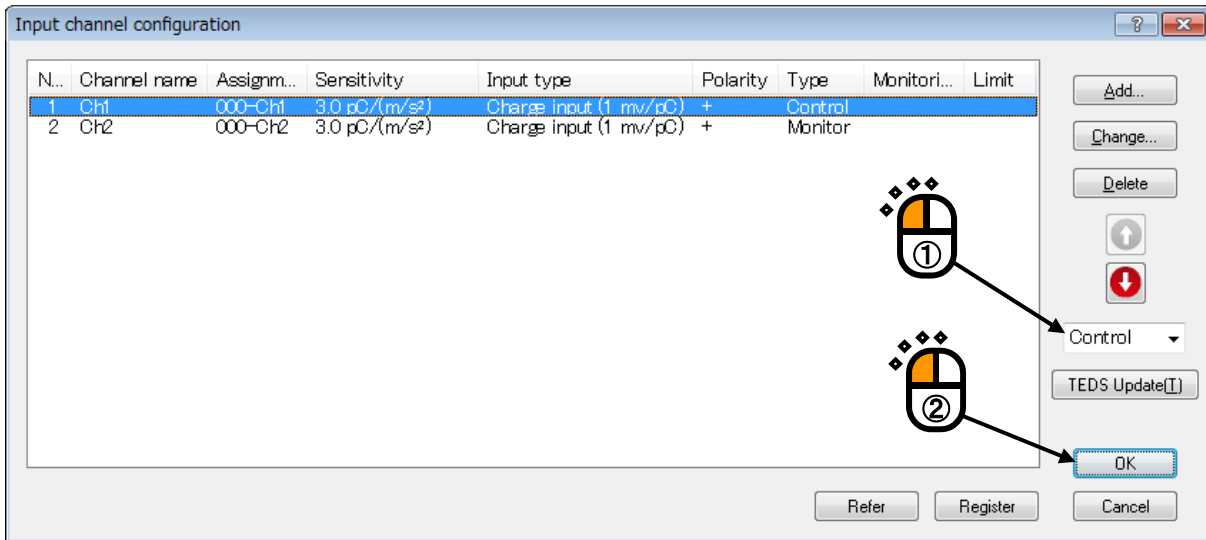 Input channel configuration
N... Channel name Assignm... Sensitivity Input type Polarity Type Monitori... Limit
1 Ch1 000-Ch1 3.0 pC/(m/s²) Charge input (1 mv/pC) + Control
2 Ch2 000-Ch2 3.0 pC/(m/s²) Charge input (1 mv/pC) + Monitor
Add...
Change...
Delete
①
Control
TEDS Update(T)
②
OK
Refer Register Cancel